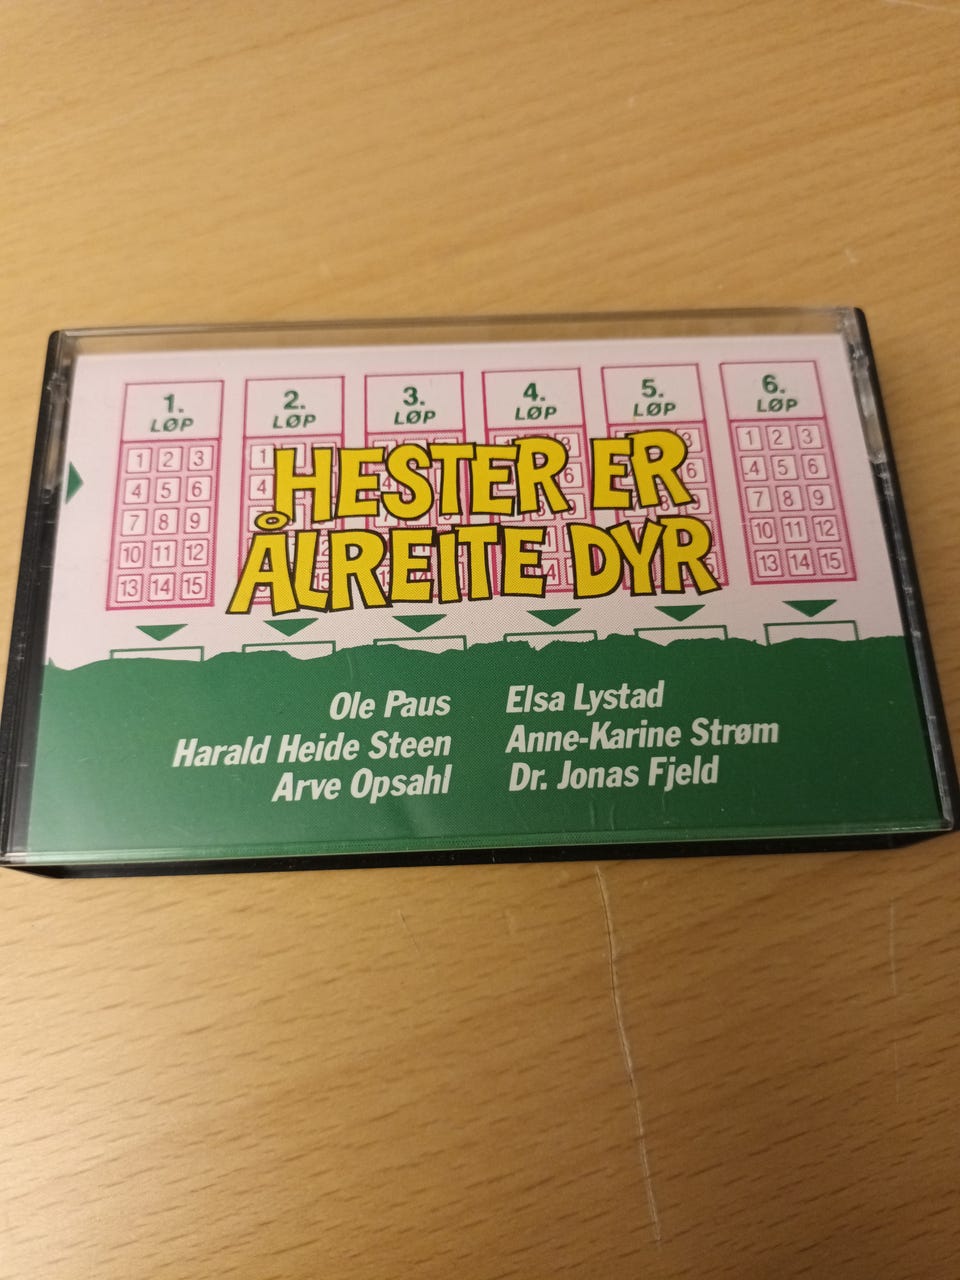 1. LØP
2. LØP
3. LØP
4. LØP
5. LØP
6. LØP
1 2 3
4 5 6
7 8 9
10 11 12
13 14 15
1 2 3
4 5 6
7 8 9
10 11 12
13 14 15
HESTER ER
ÅLREITE DYR
Ole Paus
Harald Heide Steen
Arve Opsahl
Elsa Lystad
Anne-Karine Strøm
Dr. Jonas Fjeld